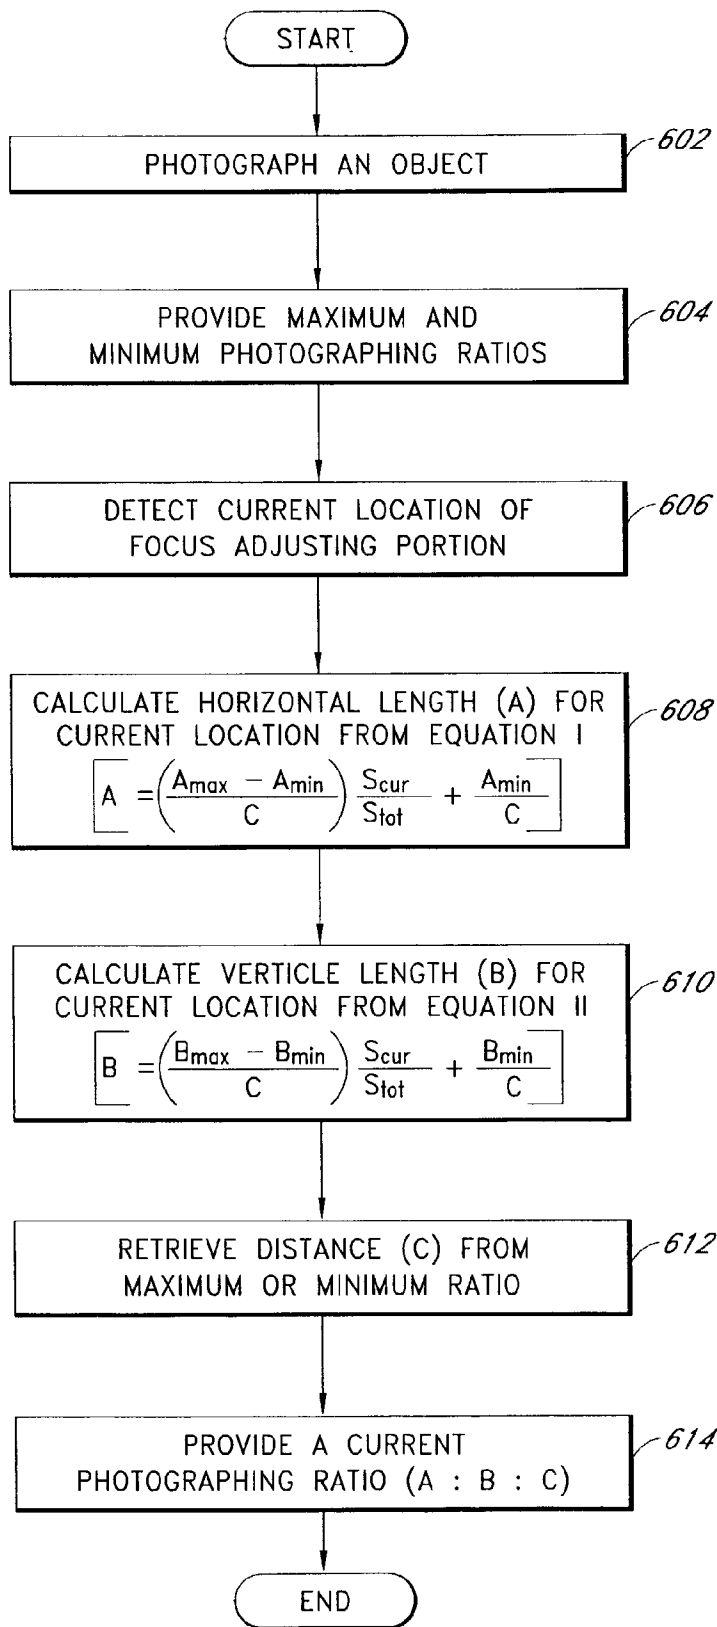 START
PHOTOGRAPH AN OBJECT
602
PROVIDE MAXIMUM AND
MINIMUM PHOTOGRAPHING RATIOS
604
DETECT CURRENT LOCATION OF
FOCUS ADJUSTING PORTION
606
CALCULATE HORIZONTAL LENGTH (A) FOR
CURRENT LOCATION FROM EQUATION I
[A = ((Amax - Amin)/C) Scur/Stot + Amin/C]
608
CALCULATE VERTICLE LENGTH (B) FOR
CURRENT LOCATION FROM EQUATION II
[B = ((Bmax - Bmin)/C) Scur/Stot + Bmin/C]
610
RETRIEVE DISTANCE (C) FROM
MAXIMUM OR MINIMUM RATIO
612
PROVIDE A CURRENT
PHOTOGRAPHING RATIO (A : B : C)
614
END